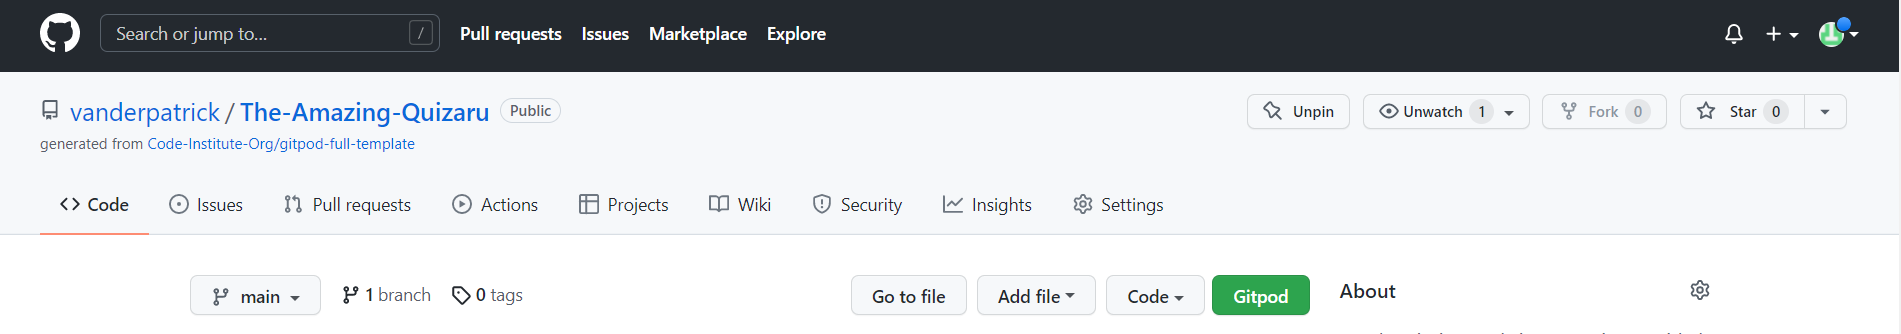 Search or jump to... / Pull requests Issues Marketplace Explore
vanderpatrick / The-Amazing-Quizaru Public Unpin Unwatch 1 Fork 0 Star 0
generated from Code-Institute-Org/gitpod-full-template
Code Issues Pull requests Actions Projects Wiki Security Insights Settings
main 1 branch 0 tags Go to file Add file Code Gitpod About